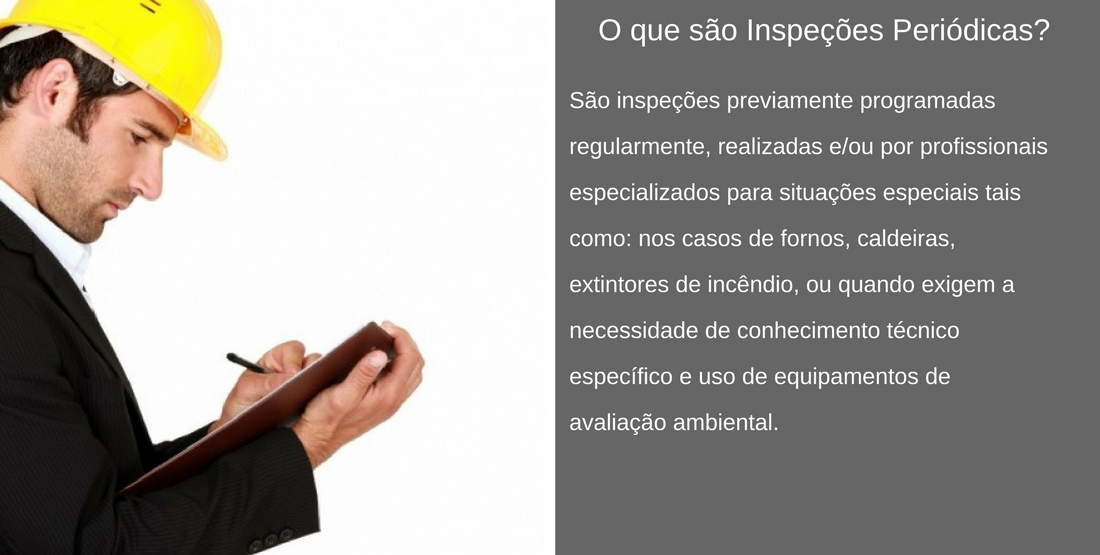 O que são Inspeções Periódicas?
São inspeções previamente programadas
regularmente, realizadas e/ou por profissionais
especializados para situações especiais tais
como: nos casos de fornos, caldeiras,
extintores de incêndio, ou quando exigem a
necessidade de conhecimento técnico
específico e uso de equipamentos de
avaliação ambiental.